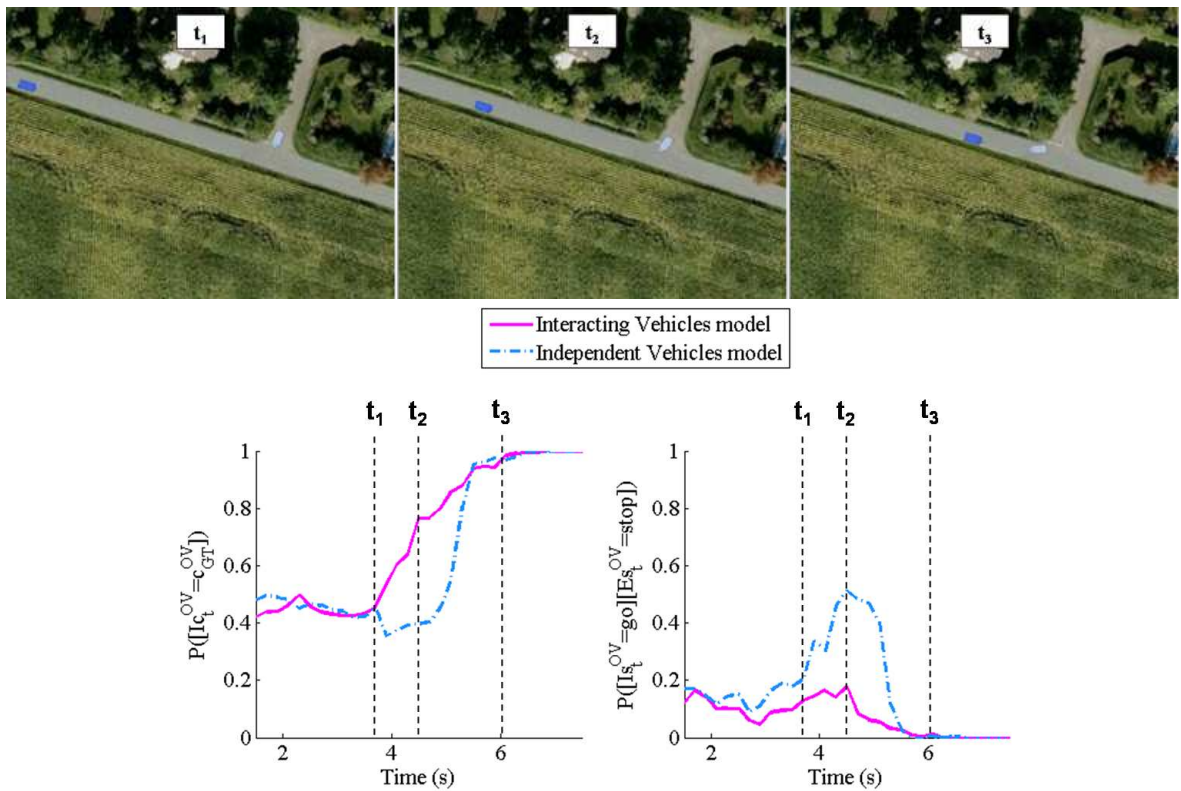 t1
t2
t3
Interacting Vehicles model
Independent Vehicles model
t1
t2
t3
1
0.8
0.6
0.4
0.2
0
2
4
6
Time (s)
P([Ic_t^OV=c_GT^OV])
t1
t2
t3
1
0.8
0.6
0.4
0.2
0
2
4
6
Time (s)
P([Is_t^OV=go][Es_t^OV=stop])